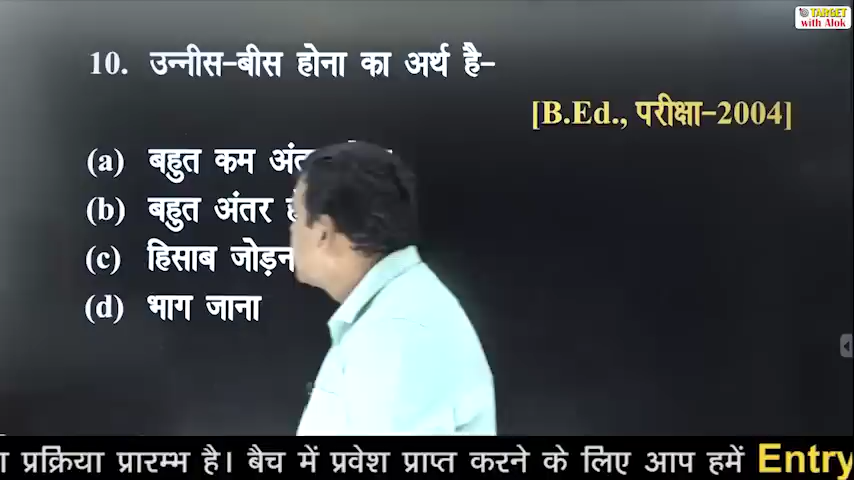 TARGET
with Alok
10. उन्नीस-बीस होना का अर्थ है-
[B.Ed., परीक्षा-2004]
(a) बहुत कम
(b) बहुत अंतर
(c) हिसाब
(d) भाग जाना
प्रक्रिया प्रारम्भ है। बैच में प्रवेश प्राप्त करने के लिए आप हमें Entry